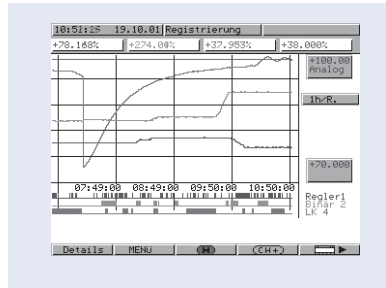 10:51:25 19.10.01 Registrierung
+78.168% +274.00% +37.953% +38.000%
+100.00
Analog
1h/R.
+70.000
07:49:00 08:49:00 09:50:00 10:50:00
Regler1
Binär 2
LK 4
Details MENU (H) (CH+)